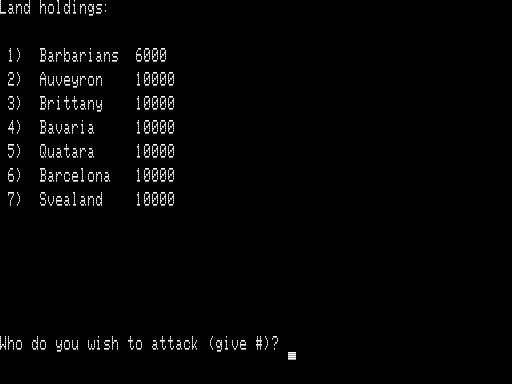 Land holdings:
1) Barbarians 6000
2) Auveyron 10000
3) Brittany 10000
4) Bavaria 10000
5) Quatara 10000
6) Barcelona 10000
7) Svealand 10000
Who do you wish to attack (give #)?